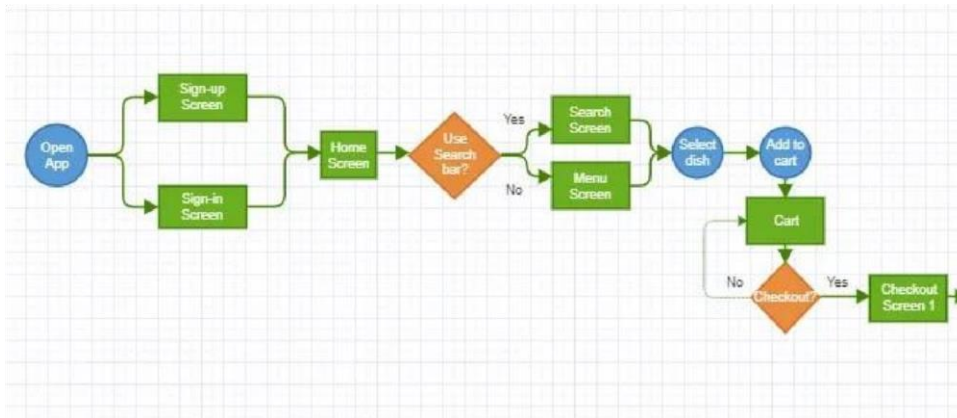 Open
App
Sign-up
Screen
Sign-in
Screen
Home
Screen
Use
Search
bar?
Yes
No
Search
Screen
Menu
Screen
Select
dish
Add to
cart
Cart
Checkout?
No
Yes
Checkout
Screen 1